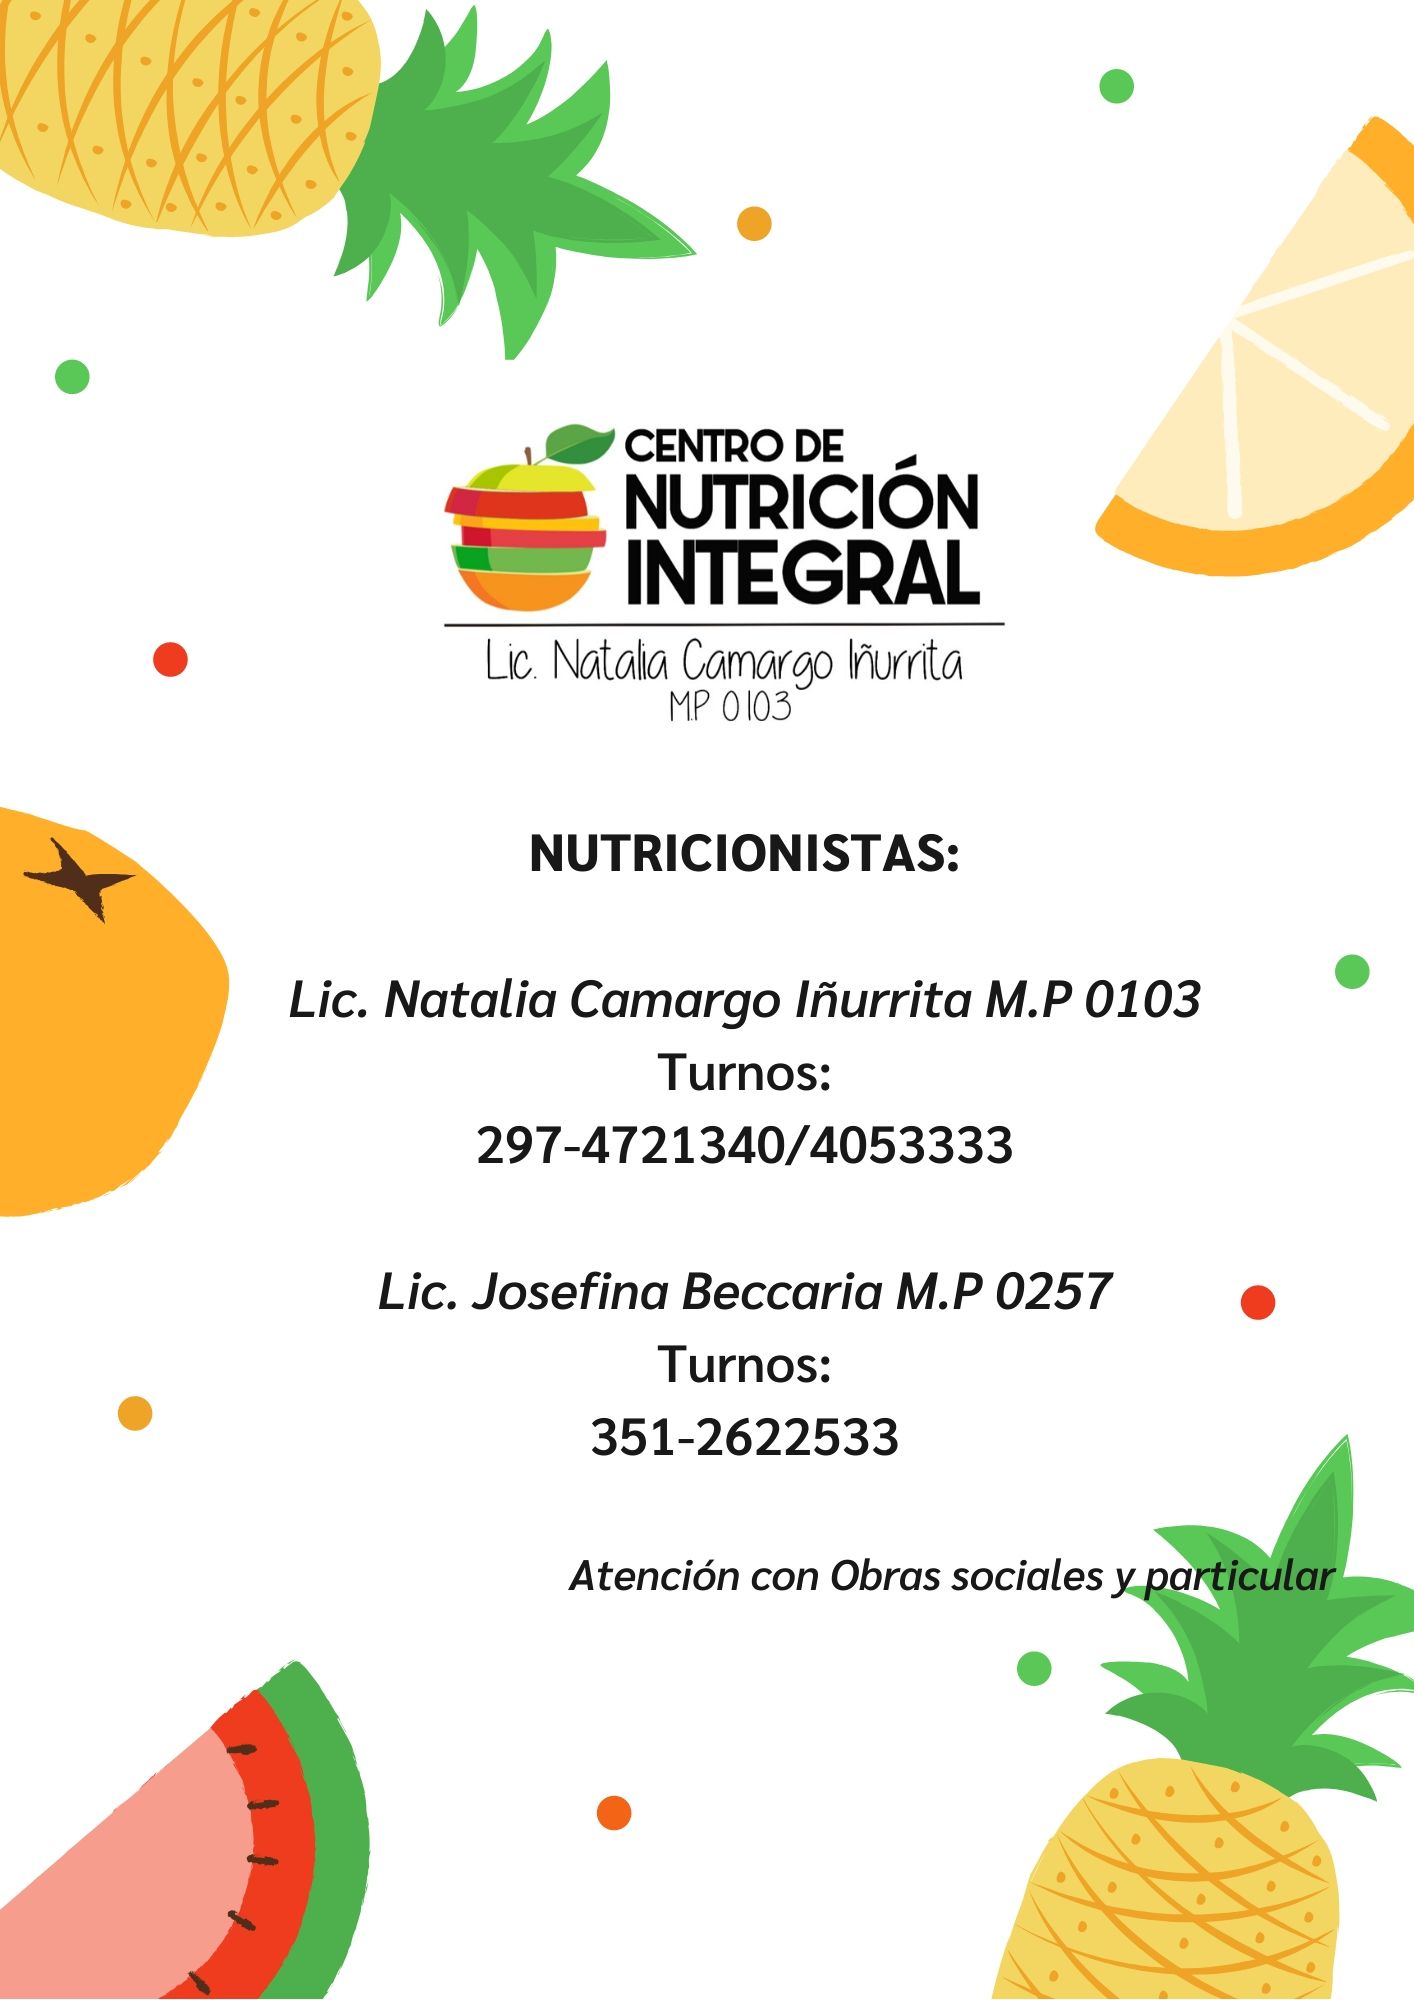 CENTRO DE
NUTRICIÓN
INTEGRAL
Lic. Natalia Camargo Iñurrita
M.P 0103
NUTRICIONISTAS:
Lic. Natalia Camargo Iñurrita M.P 0103
Turnos:
297-4721340/4053333
Lic. Josefina Beccaria M.P 0257
Turnos:
351-2622533
Atención con Obras sociales y particular